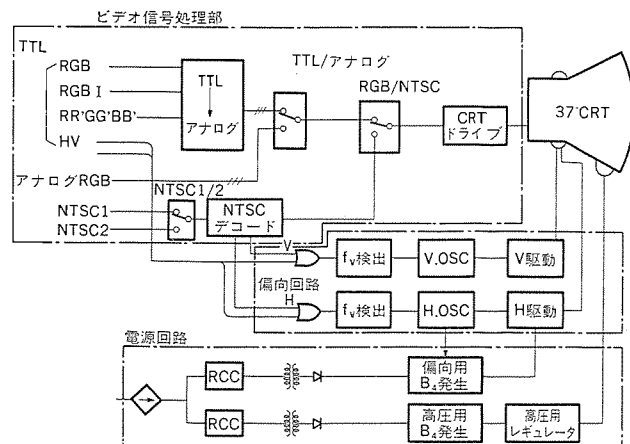 ビデオ信号処理部
TTL
RGB
RGB I
RR'GG'BB'
HV
TTL
アナログ
TTL/アナログ
RGB/NTSC
CRT
ドライブ
37"CRT
アナログRGB
NTSC1/2
NTSC1
NTSC2
NTSC
デコード
V
fv検出
V.OSC
V駆動
偏向回路
H
fv検出
H.OSC
H駆動
電源回路
RCC
偏向用
B₄発生
RCC
高圧用
B₄発生
高圧用
レギュレータ